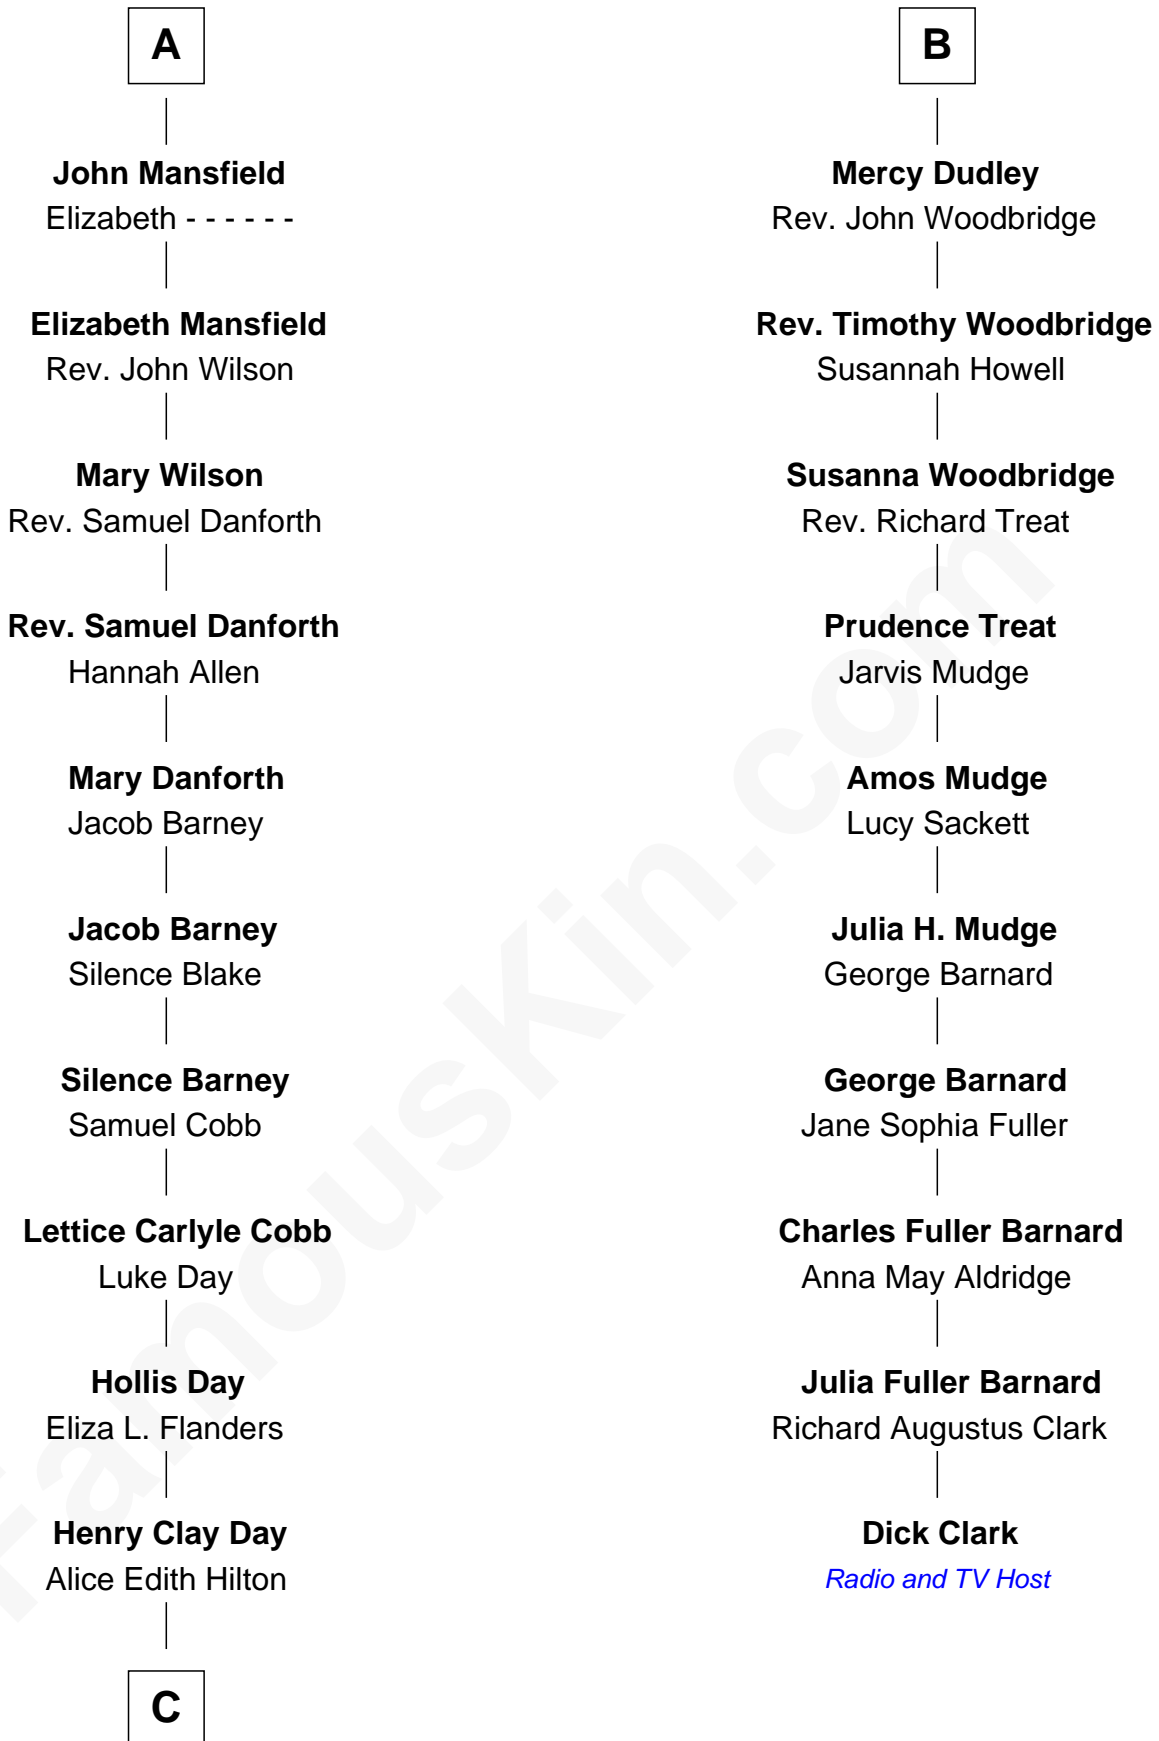 A
John Mansfield
Elizabeth - - - - - -
Elizabeth Mansfield
Rev. John Wilson
Mary Wilson
Rev. Samuel Danforth
Rev. Samuel Danforth
Hannah Allen
Mary Danforth
Jacob Barney
Jacob Barney
Silence Blake
Silence Barney
Samuel Cobb
Lettice Carlyle Cobb
Luke Day
Hollis Day
Eliza L. Flanders
Henry Clay Day
Alice Edith Hilton
C
B
Mercy Dudley
Rev. John Woodbridge
Rev. Timothy Woodbridge
Susannah Howell
Susanna Woodbridge
Rev. Richard Treat
Prudence Treat
Jarvis Mudge
Amos Mudge
Lucy Sackett
Julia H. Mudge
George Barnard
George Barnard
Jane Sophia Fuller
Charles Fuller Barnard
Anna May Aldridge
Julia Fuller Barnard
Richard Augustus Clark
Dick Clark
Radio and TV Host
FamousKin.com